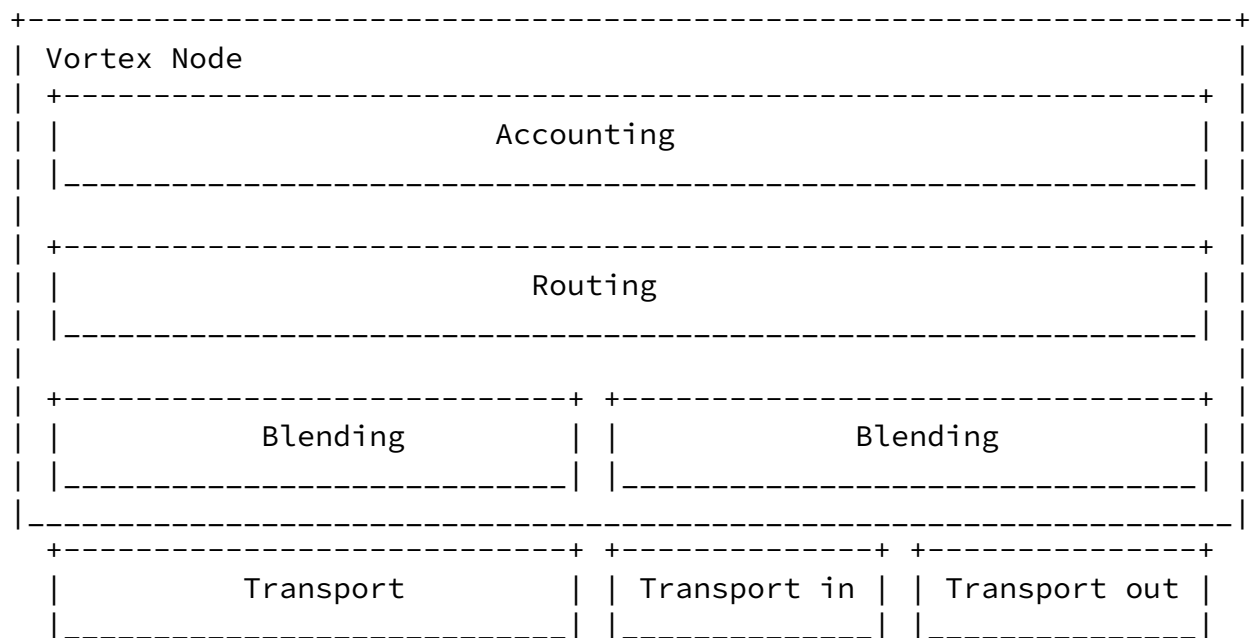 Vortex Node
Accounting
Routing
Blending Blending
Transport Transport in Transport out